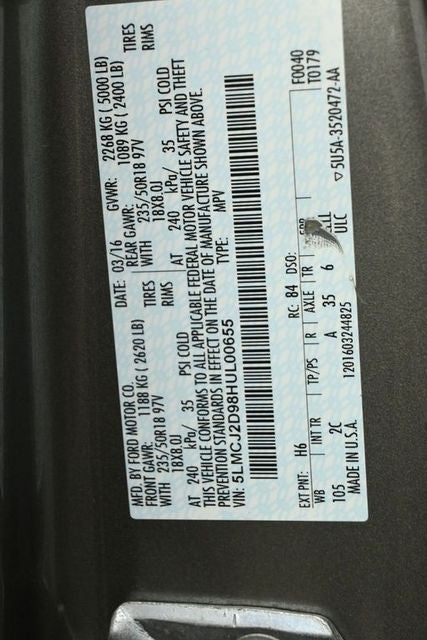 MFD. BY FORD MOTOR CO.
DATE: 03/16 GVWR: 2268 KG ( 5000 LB)
FRONT GAWR: 1188 KG ( 2620 LB) REAR GAWR: 1089 KG ( 2400 LB)
WITH 235/50R18 97V TIRES WITH 235/50R18 97V TIRES
18X8.0J RIMS 18X8.0J RIMS
AT 240 kPa/ 35 PSI COLD AT 240 kPa/ 35 PSI COLD
THIS VEHICLE CONFORMS TO ALL APPLICABLE FEDERAL MOTOR VEHICLE SAFETY AND THEFT
PREVENTION STANDARDS IN EFFECT ON THE DATE OF MANUFACTURE SHOWN ABOVE.
VIN: 5LMCJ2D98HUL00655 TYPE: MPV
F0040
T0179
EXT PNT: H6 RC: 84 DSO:
WB INT TR TP/PS R AXLE TR SPR
105 2C A 35 6 ULC
MADE IN U.S.A. 1201603244825 ▽5U5A-3520472-AA